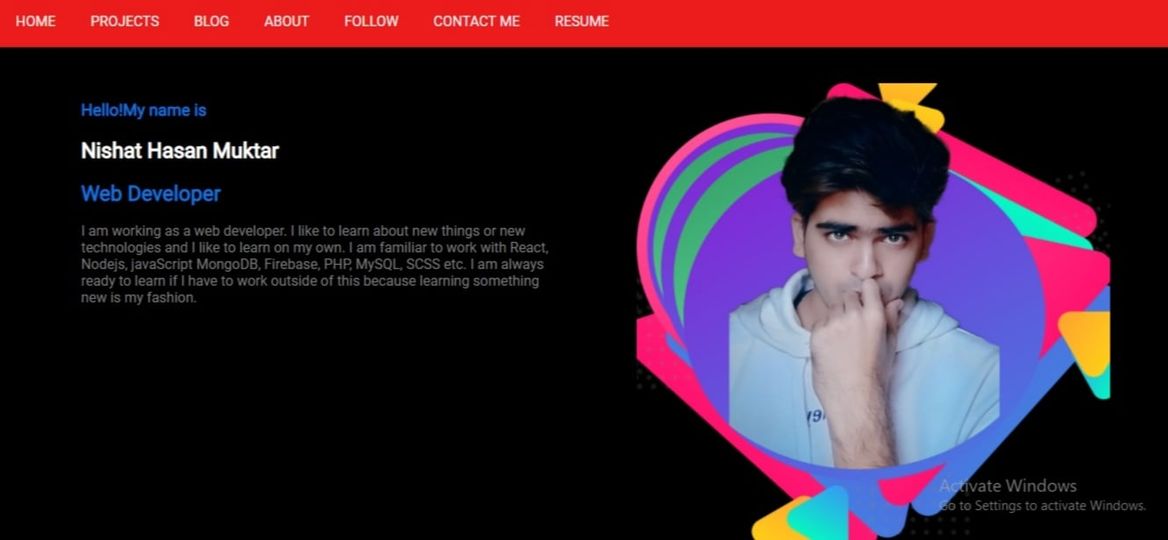 HOME PROJECTS BLOG ABOUT FOLLOW CONTACT ME RESUME
Hello!My name is
Nishat Hasan Muktar
Web Developer
I am working as a web developer. I like to learn about new things or new
technologies and I like to learn on my own. I am familiar to work with React,
Nodejs, javaScript MongoDB, Firebase, PHP, MySQL, SCSS etc. I am always
ready to learn if I have to work outside of this because learning something
new is my fashion.
Activate Windows
Go to Settings to activate Windows.